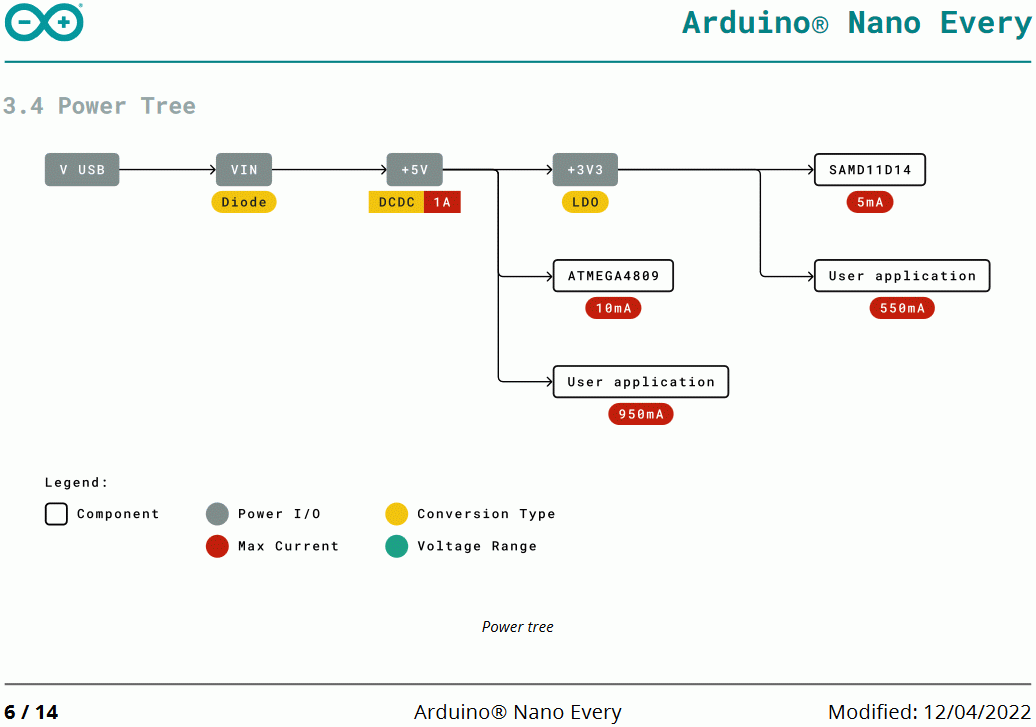 Arduino® Nano Every
3.4 Power Tree
V USB
VIN
+5V
+3V3
SAMD11D14
Diode
DCDC 1A
LDO
5mA
ATMEGA4809
User application
10mA
550mA
User application
950mA
Legend:
Component
Power I/O
Conversion Type
Max Current
Voltage Range
Power tree
6 / 14
Arduino® Nano Every
Modified: 12/04/2022